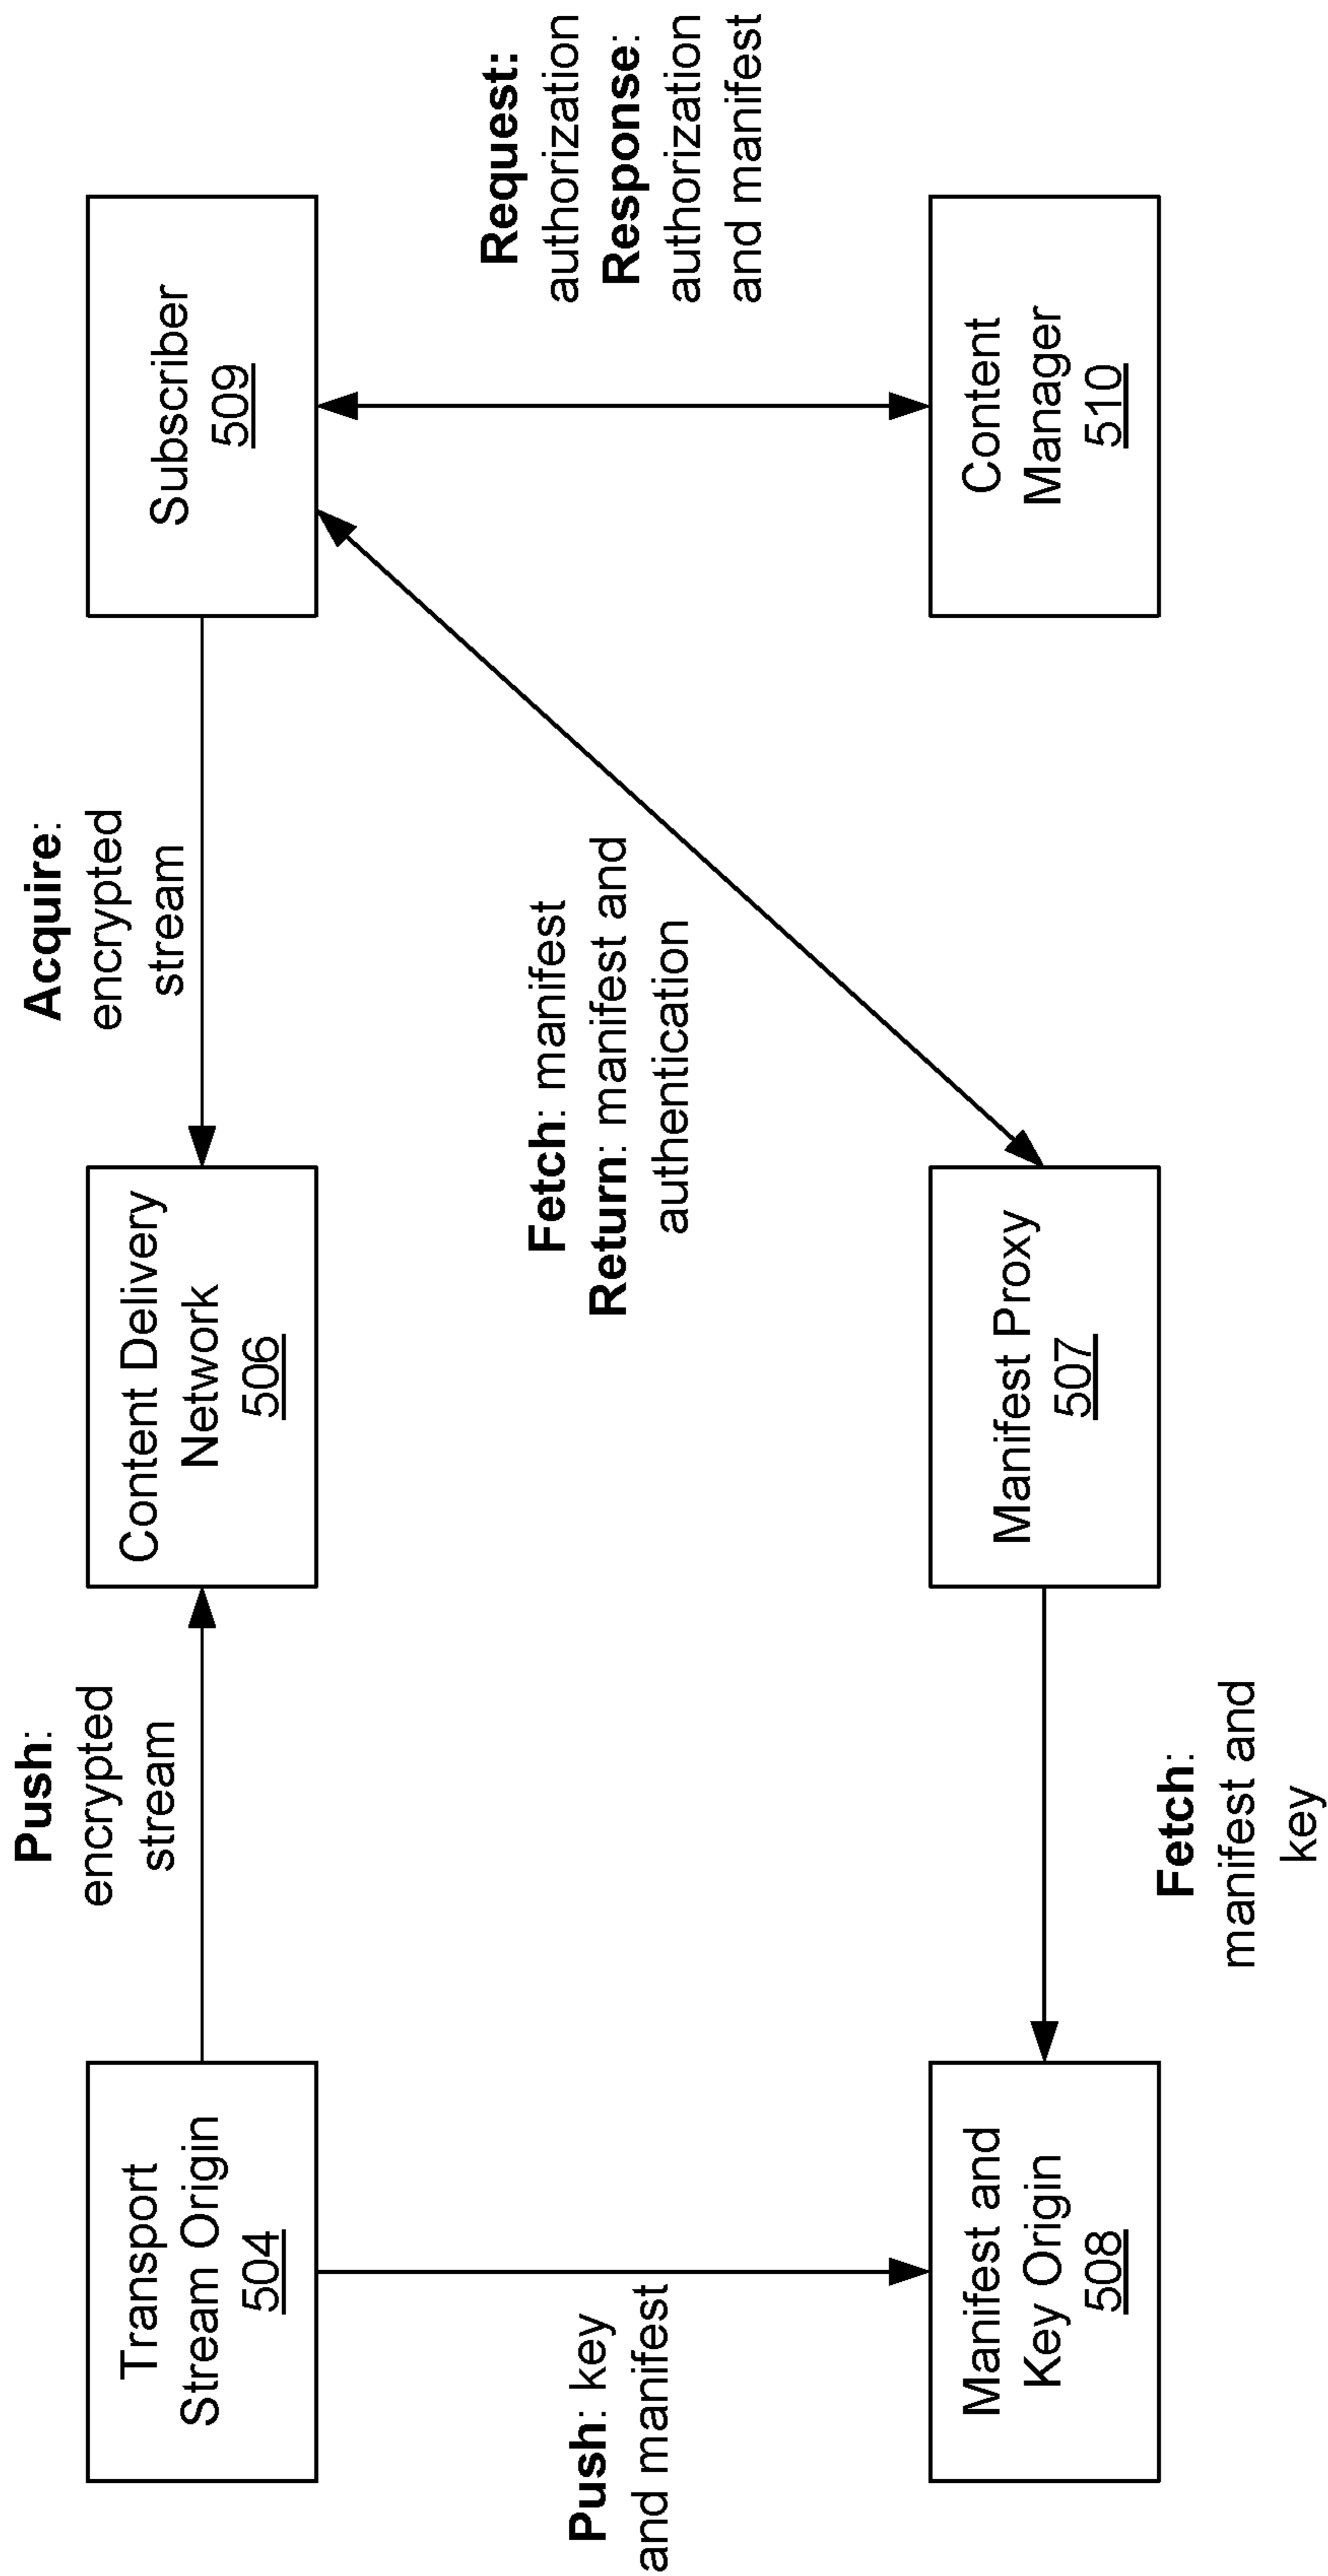 Push:
encrypted
stream
Acquire:
encrypted
stream
Transport
Stream Origin
504
Content Delivery
Network
506
Subscriber
509
Push: key
and manifest
Fetch: manifest
Return: manifest and
authentication
Request:
authorization
Response:
authorization
and manifest
Manifest and
Key Origin
508
Manifest Proxy
507
Content
Manager
510
Fetch:
manifest and
key